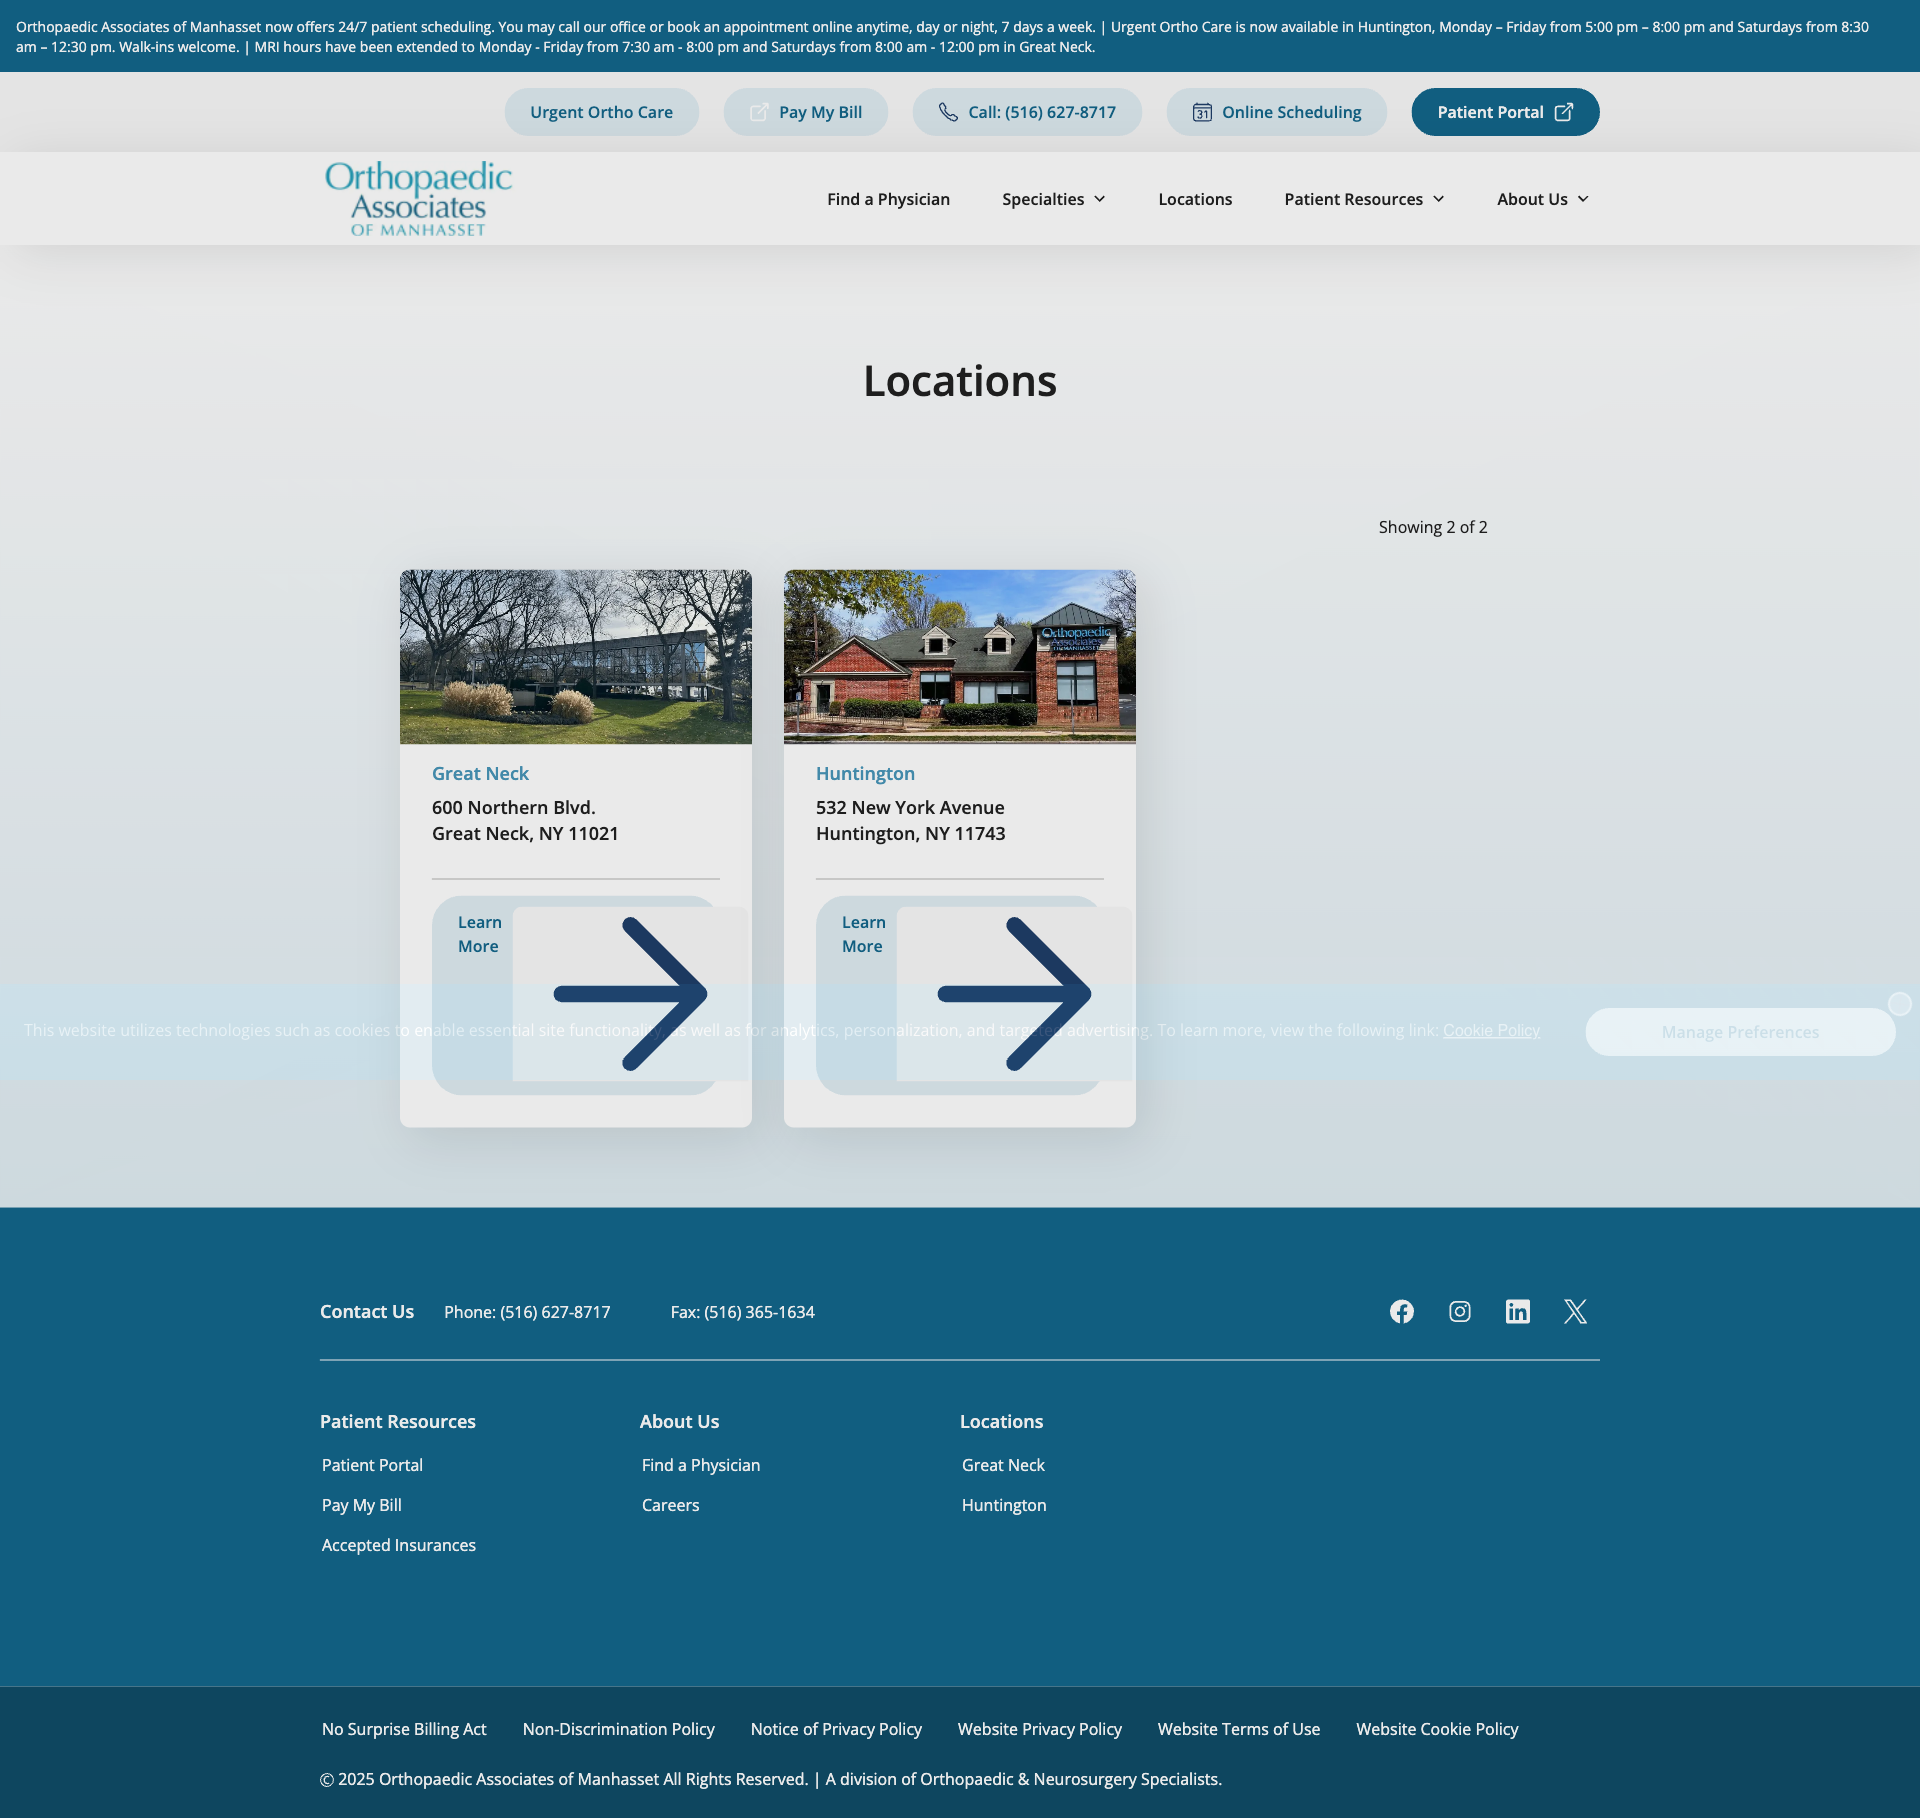 Orthopaedic Associates of Manhasset now offers 24/7 patient scheduling. You may call our office or book an appointment online anytime, day or night, 7 days a week. | Urgent Ortho Care is now available in Huntington, Monday – Friday from 5:00 pm – 8:00 pm and Saturdays from 8:30
am – 12:30 pm. Walk-ins welcome. | MRI hours have been extended to Monday - Friday from 7:30 am - 8:00 pm and Saturdays from 8:00 am - 12:00 pm in Great Neck.
Urgent Ortho Care
Pay My Bill
Call: (516) 627-8717
31
Online Scheduling
Patient Portal
Orthopaedic
Associates
OF MANHASSET
Find a Physician
Specialties
Locations
Patient Resources
About Us
Locations
Showing 2 of 2
Orthopaedic
Associates
OF MANHASSET
Great Neck
600 Northern Blvd.
Great Neck, NY 11021
Learn
More
Huntington
532 New York Avenue
Huntington, NY 11743
Learn
More
This website utilizes technologies such as cookies to enable essential site functionality, as well as for analytics, personalization, and targeted advertising. To learn more, view the following link: Cookie Policy
Manage Preferences
Contact Us
Phone: (516) 627-8717
Fax: (516) 365-1634
Patient Resources
Patient Portal
Pay My Bill
Accepted Insurances
About Us
Find a Physician
Careers
Locations
Great Neck
Huntington
No Surprise Billing Act
Non-Discrimination Policy
Notice of Privacy Policy
Website Privacy Policy
Website Terms of Use
Website Cookie Policy
© 2025 Orthopaedic Associates of Manhasset All Rights Reserved. | A division of Orthopaedic & Neurosurgery Specialists.